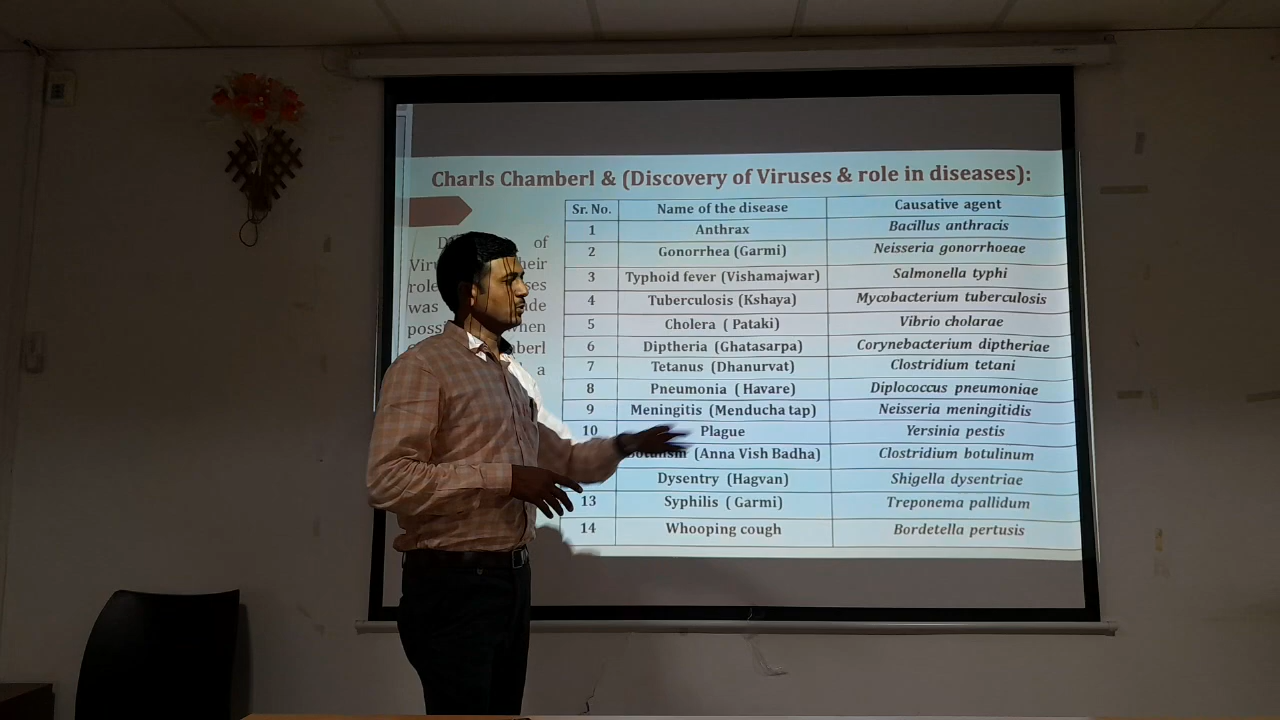 Charls Chamberl & (Discovery of Viruses & role in diseases):
of
role
was
possi
a
Sr. No. Name of the disease Causative agent
1 Anthrax Bacillus anthracis
2 Gonorrhea (Garmi) Neisseria gonorrhoeae
3 Typhoid fever (Vishamajwar) Salmonella typhi
4 Tuberculosis (Kshaya) Mycobacterium tuberculosis
5 Cholera ( Pataki) Vibrio cholarae
6 Diptheria (Ghatasarpa) Corynebacterium diptheriae
7 Tetanus (Dhanurvat) Clostridium tetani
8 Pneumonia ( Havare) Diplococcus pneumoniae
9 Meningitis (Menducha tap) Neisseria meningitidis
10 Plague Yersinia pestis
Botulism (Anna Vish Badha) Clostridium botulinum
Dysentry (Hagvan) Shigella dysentriae
13 Syphilis ( Garmi) Treponema pallidum
14 Whooping cough Bordetella pertusis